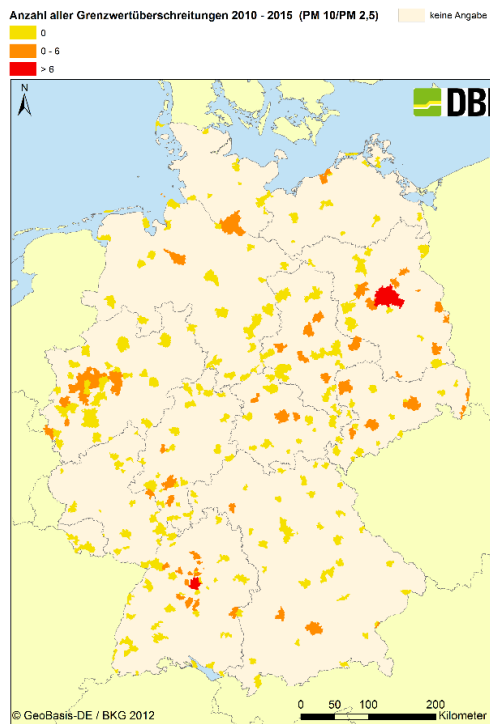 Anzahl aller Grenzwertüberschreitungen 2010 - 2015 (PM 10/PM 2,5)
keine Angabe
0
0 - 6
> 6
N
DBI
0 50 100 200
Kilometer
© GeoBasis-DE / BKG 2012